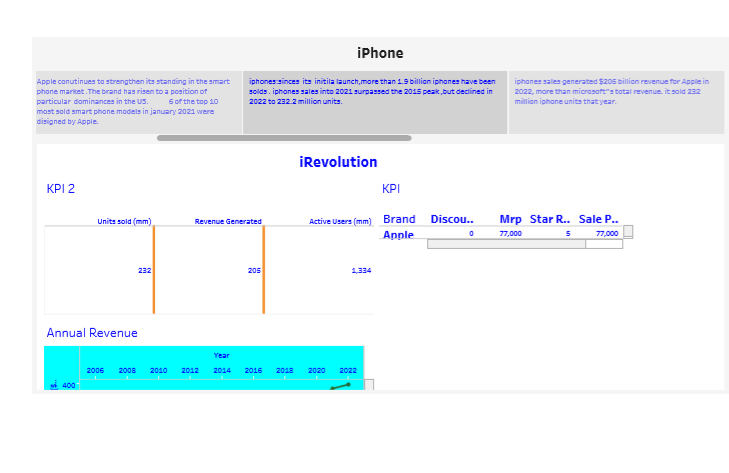 iPhone
Apple conutinues to strengthen its standing in the smart
phone market .The brand has risen to a position of
particular dominances in the US. 6 of the top 10
most sold smart phone models in january 2021 were
disigned by Apple.
iphones:sinces its initila launch,more than 1.9 billion iphones have been
solds . iphones sales into 2021 surpassed the 2015 peak ,but declined in
2022 to 232.2 million units.
iphones sales generated $205 billion revenue for Apple in
2022, more than microsoft"s total revenue. it sold 232
million iphone units that year.
iRevolution
KPI 2
Units sold (mm) Revenue Generated Active Users (mm)
232 205 1,334
KPI
Brand Discou.. Mrp Star R.. Sale P..
Apple 0 77,000 5 77,000
Annual Revenue
Year
2006 2008 2010 2012 2014 2016 2018 2020 2022
400